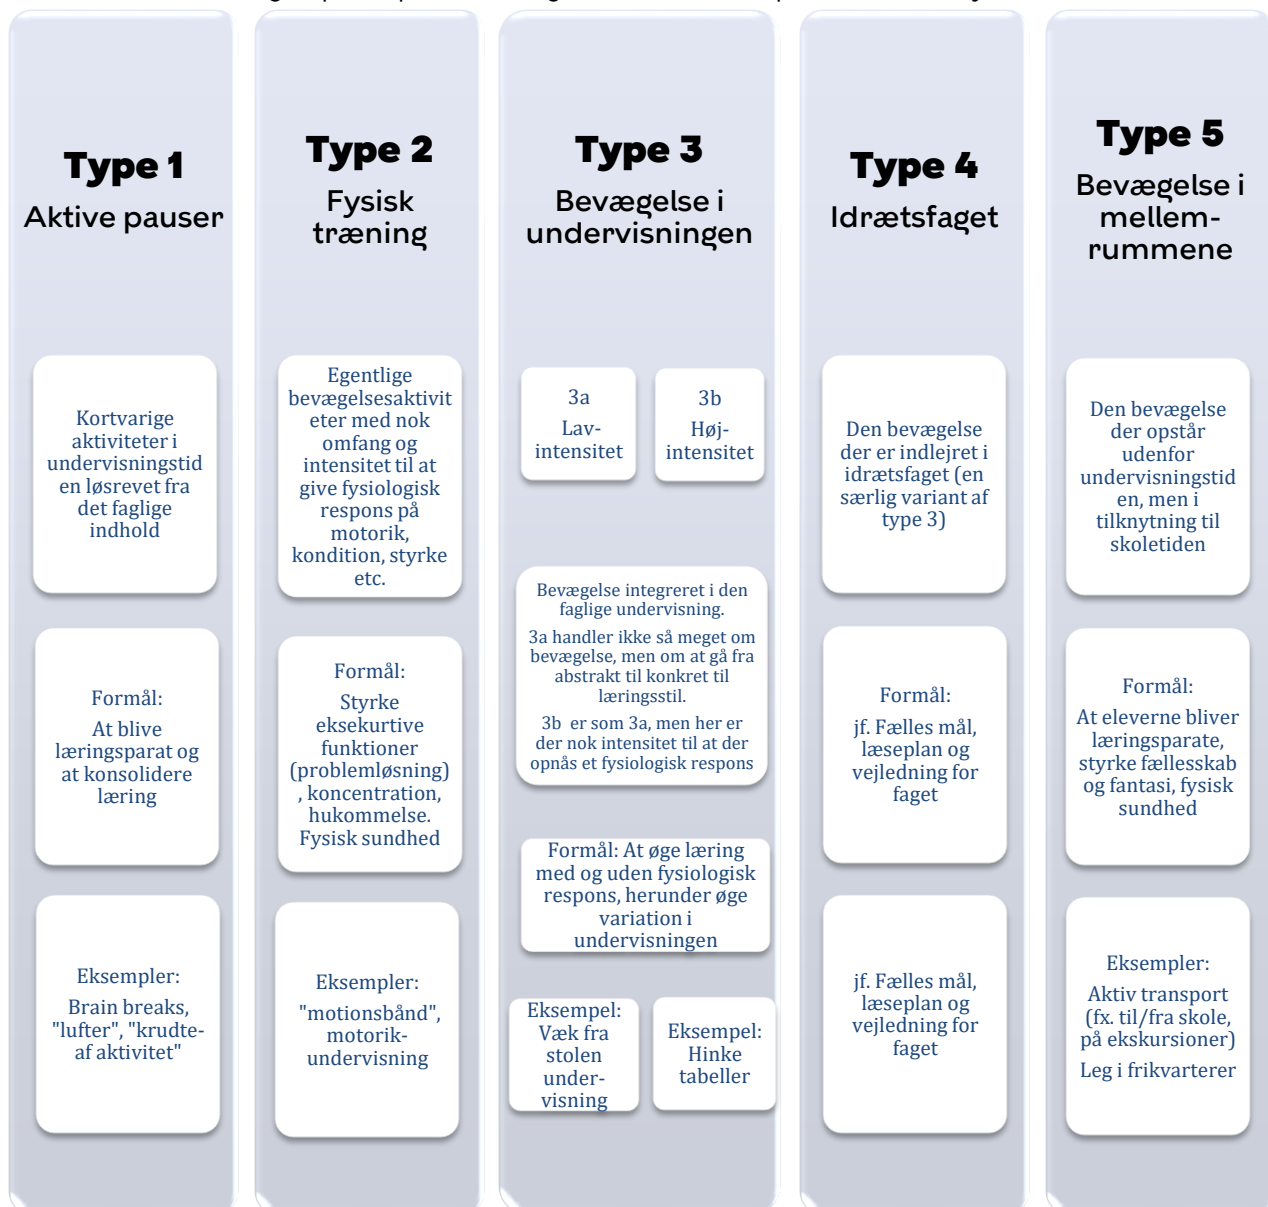 Type 1
Aktive pauser
Kortvarige
aktiviteter i
undervisningstid
en løsrevet fra
det faglige
indhold
Formål:
At blive
læringsparat og
at konsolidere
læring
Eksempler:
Brain breaks,
"lufter", "krudte-
af aktivitet"
Type 2
Fysisk
træning
Egentlige
bevægelsesaktivit
eter med nok
omfang og
intensitet til at
give fysiologisk
respons på
motorik,
kondition, styrke
etc.
Formål:
Styrke
eksekurtive
funktioner
(problemløsning)
, koncentration,
hukommelse.
Fysisk sundhed
Eksempler:
"motionsbånd",
motorik-
undervisning
Type 3
Bevægelse i
undervisningen
3a
Lav-
intensitet
3b
Høj-
intensitet
Bevægelse integreret i den
faglige undervisning.
3a handler ikke så meget om
bevægelse, men om at gå fra
abstrakt til konkret til
læringsstil.
3b er som 3a, men her er
der nok intensitet til at der
opnås et fysiologisk respons
Formål: At øge læring
med og uden fysiologisk
respons, herunder øge
variation i
undervisningen
Eksempel:
Væk fra
stolen
under-
visning
Eksempel:
Hinke
tabeller
Type 4
Idrætsfaget
Den bevægelse
der er indlejret i
idrætsfaget (en
særlig variant af
type 3)
Formål:
jf. Fælles mål,
læseplan og
vejledning for
faget
jf. Fælles mål,
læseplan og
vejledning for
faget
Type 5
Bevægelse i
mellem-
rummene
Den bevægelse
der opstår
udenfor
undervisningstid
en, men i
tilknytning til
skoletiden
Formål:
At eleverne bliver
læringsparate,
styrke fællesskab
og fantasi, fysisk
sundhed
Eksempler:
Aktiv transport
(fx. til/fra skole,
på ekskursioner)
Leg i frikvarterer